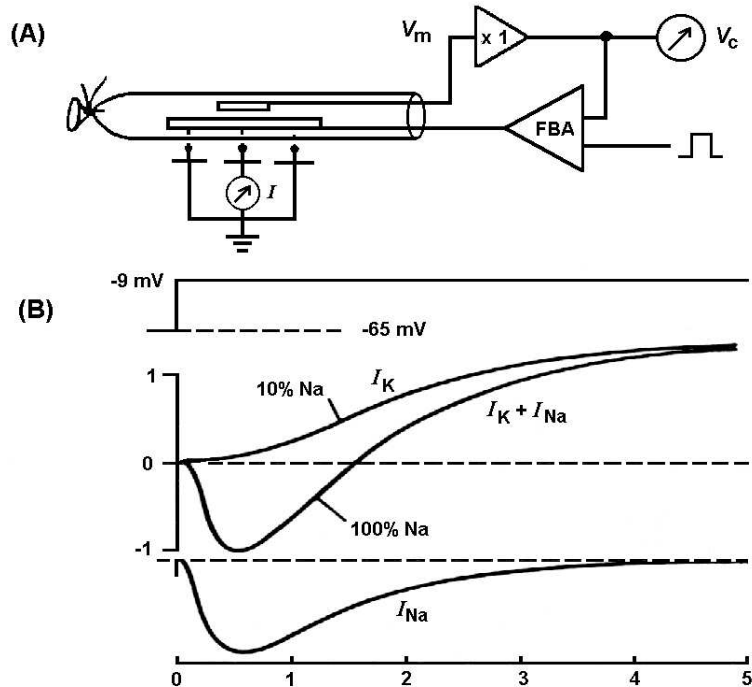 (A)
Vm
x 1
Vc
FBA
I
(B)
-9 mV
-65 mV
1
10% Na
IK
IK + INa
0
100% Na
-1
INa
0 1 2 3 4 5